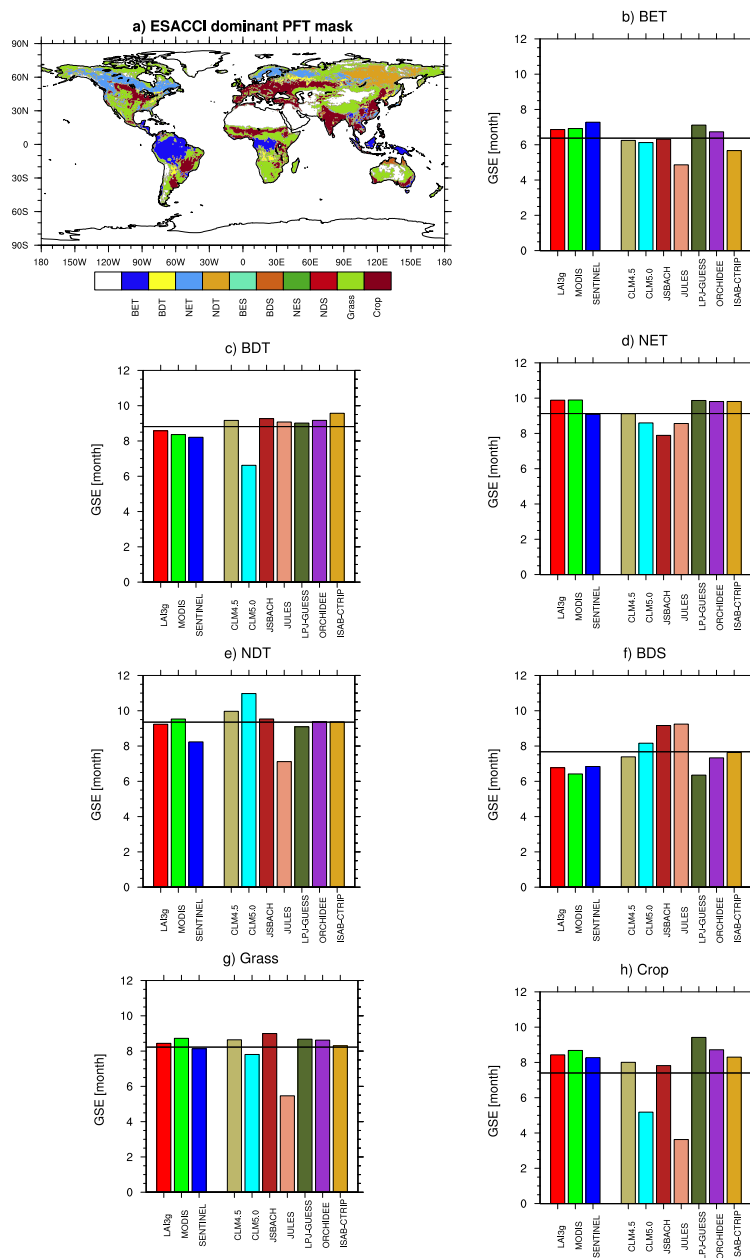 a) ESACCI dominant PFT mask
90N
60N
30N
0
30S
60S
90S
180 150W 120W 90W 60W 30W 0 30E 60E 90E 120E 150E 180
BET BDT NET NDT BES BDS NES NDS Grass Crop
b) BET
GSE [month]
12
10
8
6
4
2
0
LAI3g MODIS SENTINEL CLM4.5 CLM5.0 JSBACH JULES LPJ-GUESS ORCHIDEE ISAB-CTRIP
c) BDT
GSE [month]
12
10
8
6
4
2
0
LAI3g MODIS SENTINEL CLM4.5 CLM5.0 JSBACH JULES LPJ-GUESS ORCHIDEE ISAB-CTRIP
d) NET
GSE [month]
12
10
8
6
4
2
0
LAI3g MODIS SENTINEL CLM4.5 CLM5.0 JSBACH JULES LPJ-GUESS ORCHIDEE ISAB-CTRIP
e) NDT
GSE [month]
12
10
8
6
4
2
0
LAI3g MODIS SENTINEL CLM4.5 CLM5.0 JSBACH JULES LPJ-GUESS ORCHIDEE ISAB-CTRIP
f) BDS
GSE [month]
12
10
8
6
4
2
0
LAI3g MODIS SENTINEL CLM4.5 CLM5.0 JSBACH JULES LPJ-GUESS ORCHIDEE ISAB-CTRIP
g) Grass
GSE [month]
12
10
8
6
4
2
0
LAI3g MODIS SENTINEL CLM4.5 CLM5.0 JSBACH JULES LPJ-GUESS ORCHIDEE ISAB-CTRIP
h) Crop
GSE [month]
12
10
8
6
4
2
0
LAI3g MODIS SENTINEL CLM4.5 CLM5.0 JSBACH JULES LPJ-GUESS ORCHIDEE ISAB-CTRIP